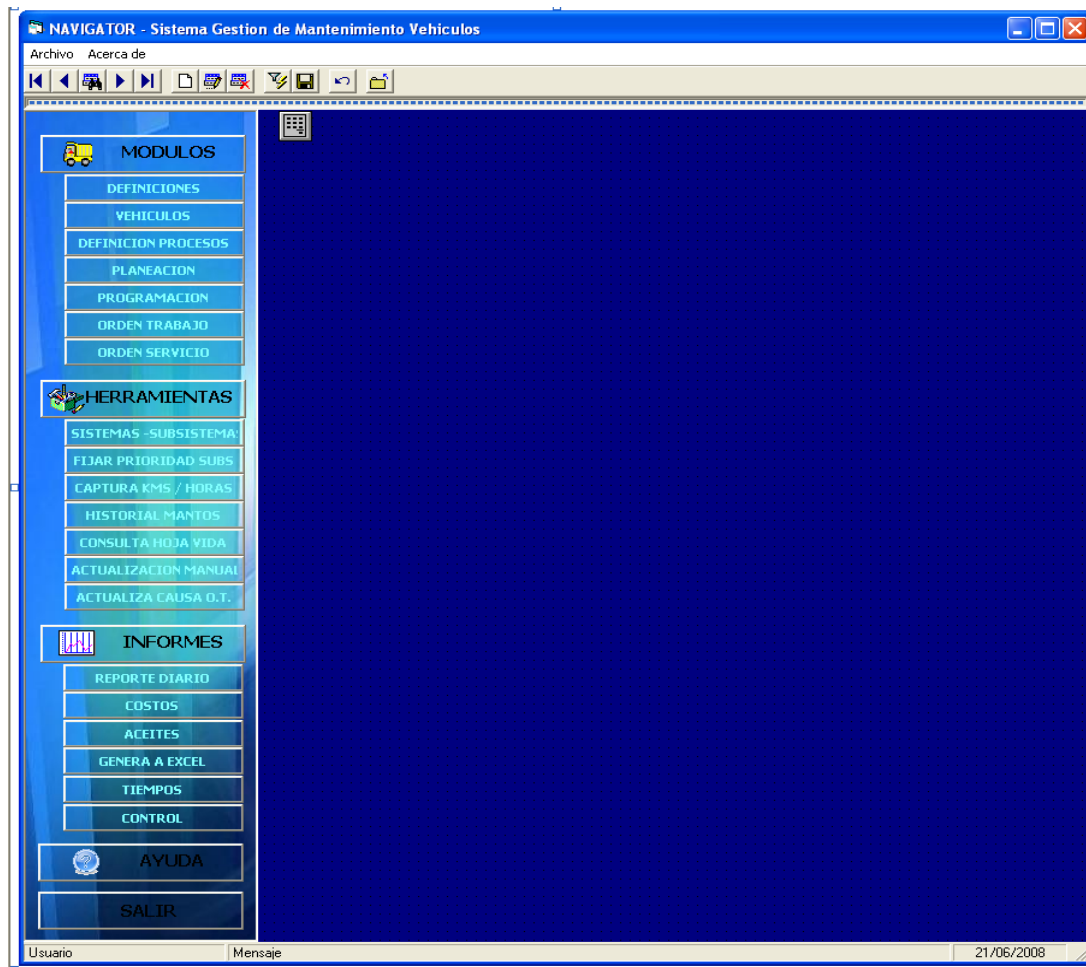 NAVIGATOR - Sistema Gestion de Mantenimiento Vehiculos
Archivo Acerca de
MODULOS
DEFINICIONES
VEHICULOS
DEFINICION PROCESOS
PLANEACION
PROGRAMACION
ORDEN TRABAJO
ORDEN SERVICIO
HERRAMIENTAS
SISTEMAS -SUBSISTEMA
FIJAR PRIORIDAD SUBS
CAPTURA KMS / HORAS
HISTORIAL MANTOS
CONSULTA HOJA VIDA
ACTUALIZACION MANUAL
ACTUALIZA CAUSA O.T.
INFORMES
REPORTE DIARIO
COSTOS
ACEITES
GENERA A EXCEL
TIEMPOS
CONTROL
AYUDA
SALIR
Usuario Mensaje 21/06/2008